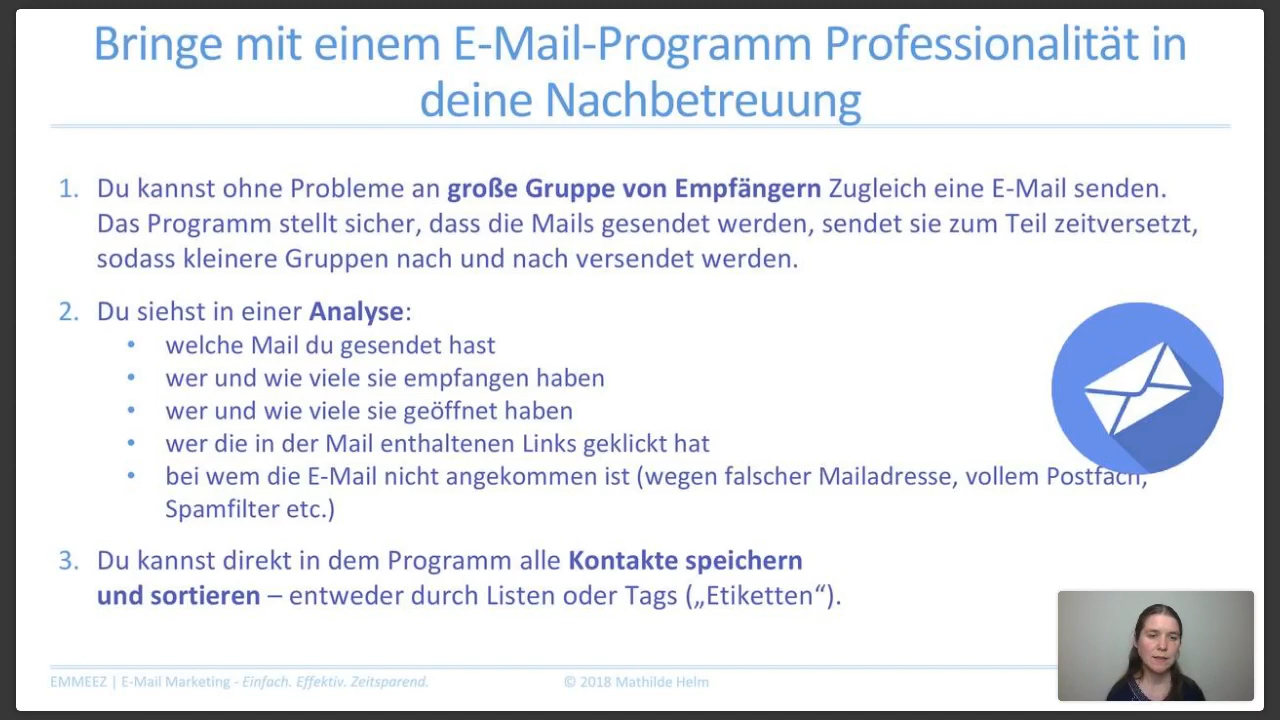 Bringe mit einem E-Mail-Programm Professionalität in
deine Nachbetreuung
1. Du kannst ohne Probleme an große Gruppe von Empfängern Zugleich eine E-Mail senden.
Das Programm stellt sicher, dass die Mails gesendet werden, sendet sie zum Teil zeitversetzt,
sodass kleinere Gruppen nach und nach versendet werden.
2. Du siehst in einer Analyse:
• welche Mail du gesendet hast
• wer und wie viele sie empfangen haben
• wer und wie viele sie geöffnet haben
• wer die in der Mail enthaltenen Links geklickt hat
• bei wem die E-Mail nicht angekommen ist (wegen falscher Mailadresse, vollem Postfach,
Spamfilter etc.)
3. Du kannst direkt in dem Programm alle Kontakte speichern
und sortieren – entweder durch Listen oder Tags („Etiketten“).
EMMEEZ | E-Mail Marketing - Einfach. Effektiv. Zeitsparend. © 2018 Mathilde Helm